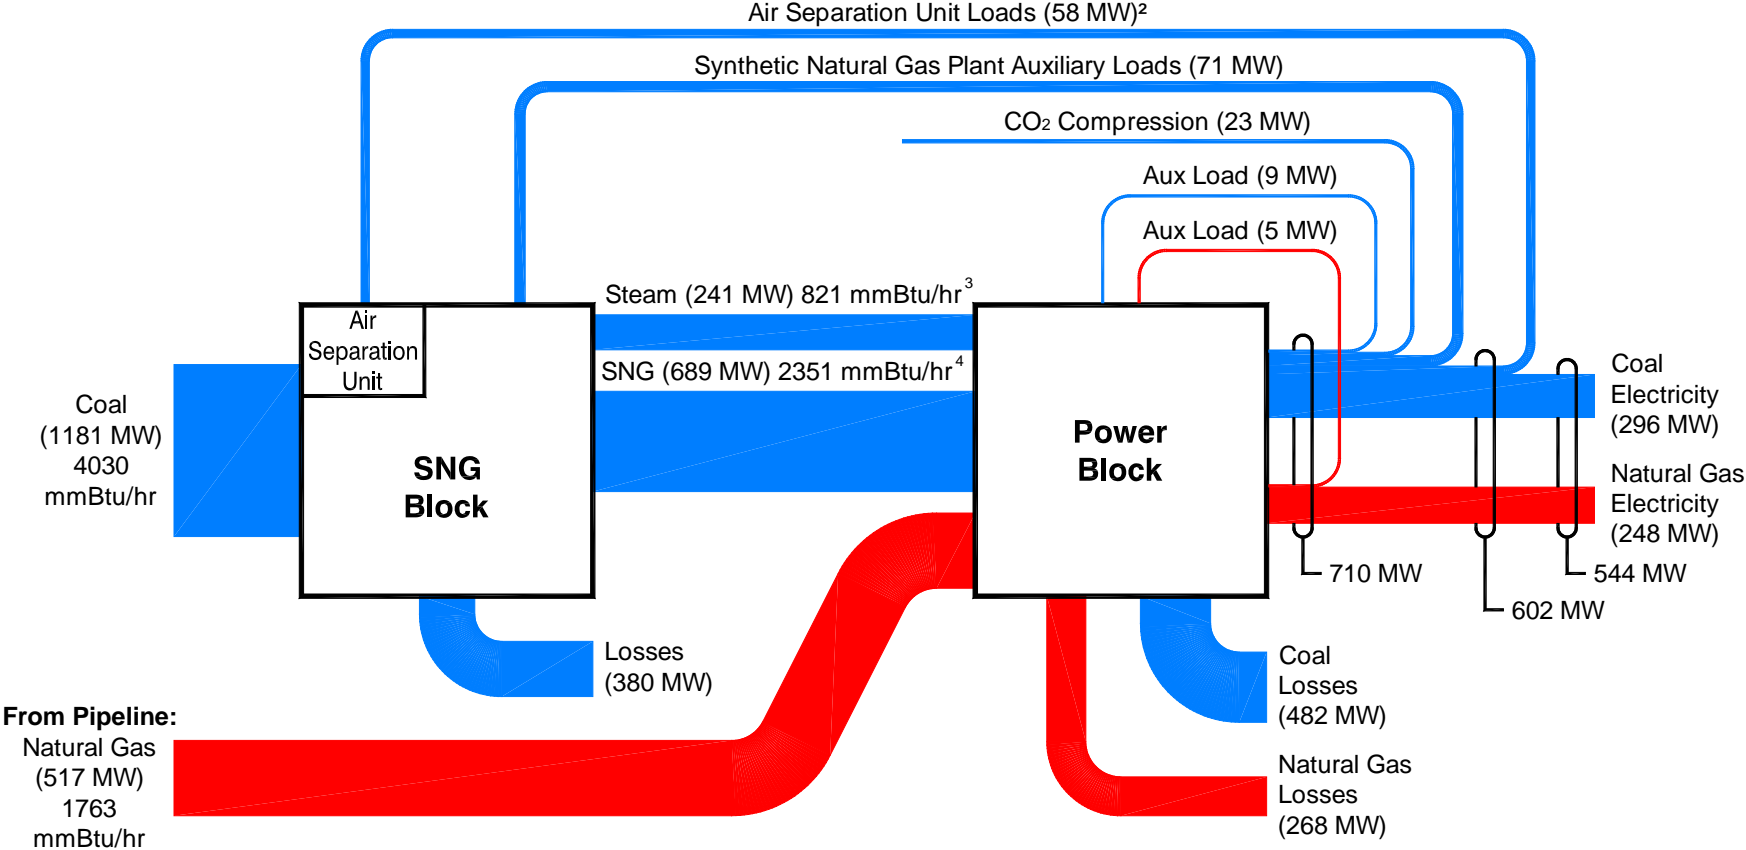 Air Separation Unit Loads (58 MW)²
Synthetic Natural Gas Plant Auxiliary Loads (71 MW)
CO₂ Compression (23 MW)
Aux Load (9 MW)
Aux Load (5 MW)
Steam (241 MW) 821 mmBtu/hr³
SNG (689 MW) 2351 mmBtu/hr⁴
Air
Separation
Unit
SNG
Block
Power
Block
Coal
(1181 MW)
4030
mmBtu/hr
Coal
Electricity
(296 MW)
Natural Gas
Electricity
(248 MW)
710 MW
544 MW
602 MW
Losses
(380 MW)
Coal
Losses
(482 MW)
From Pipeline:
Natural Gas
(517 MW)
1763
mmBtu/hr
Natural Gas
Losses
(268 MW)